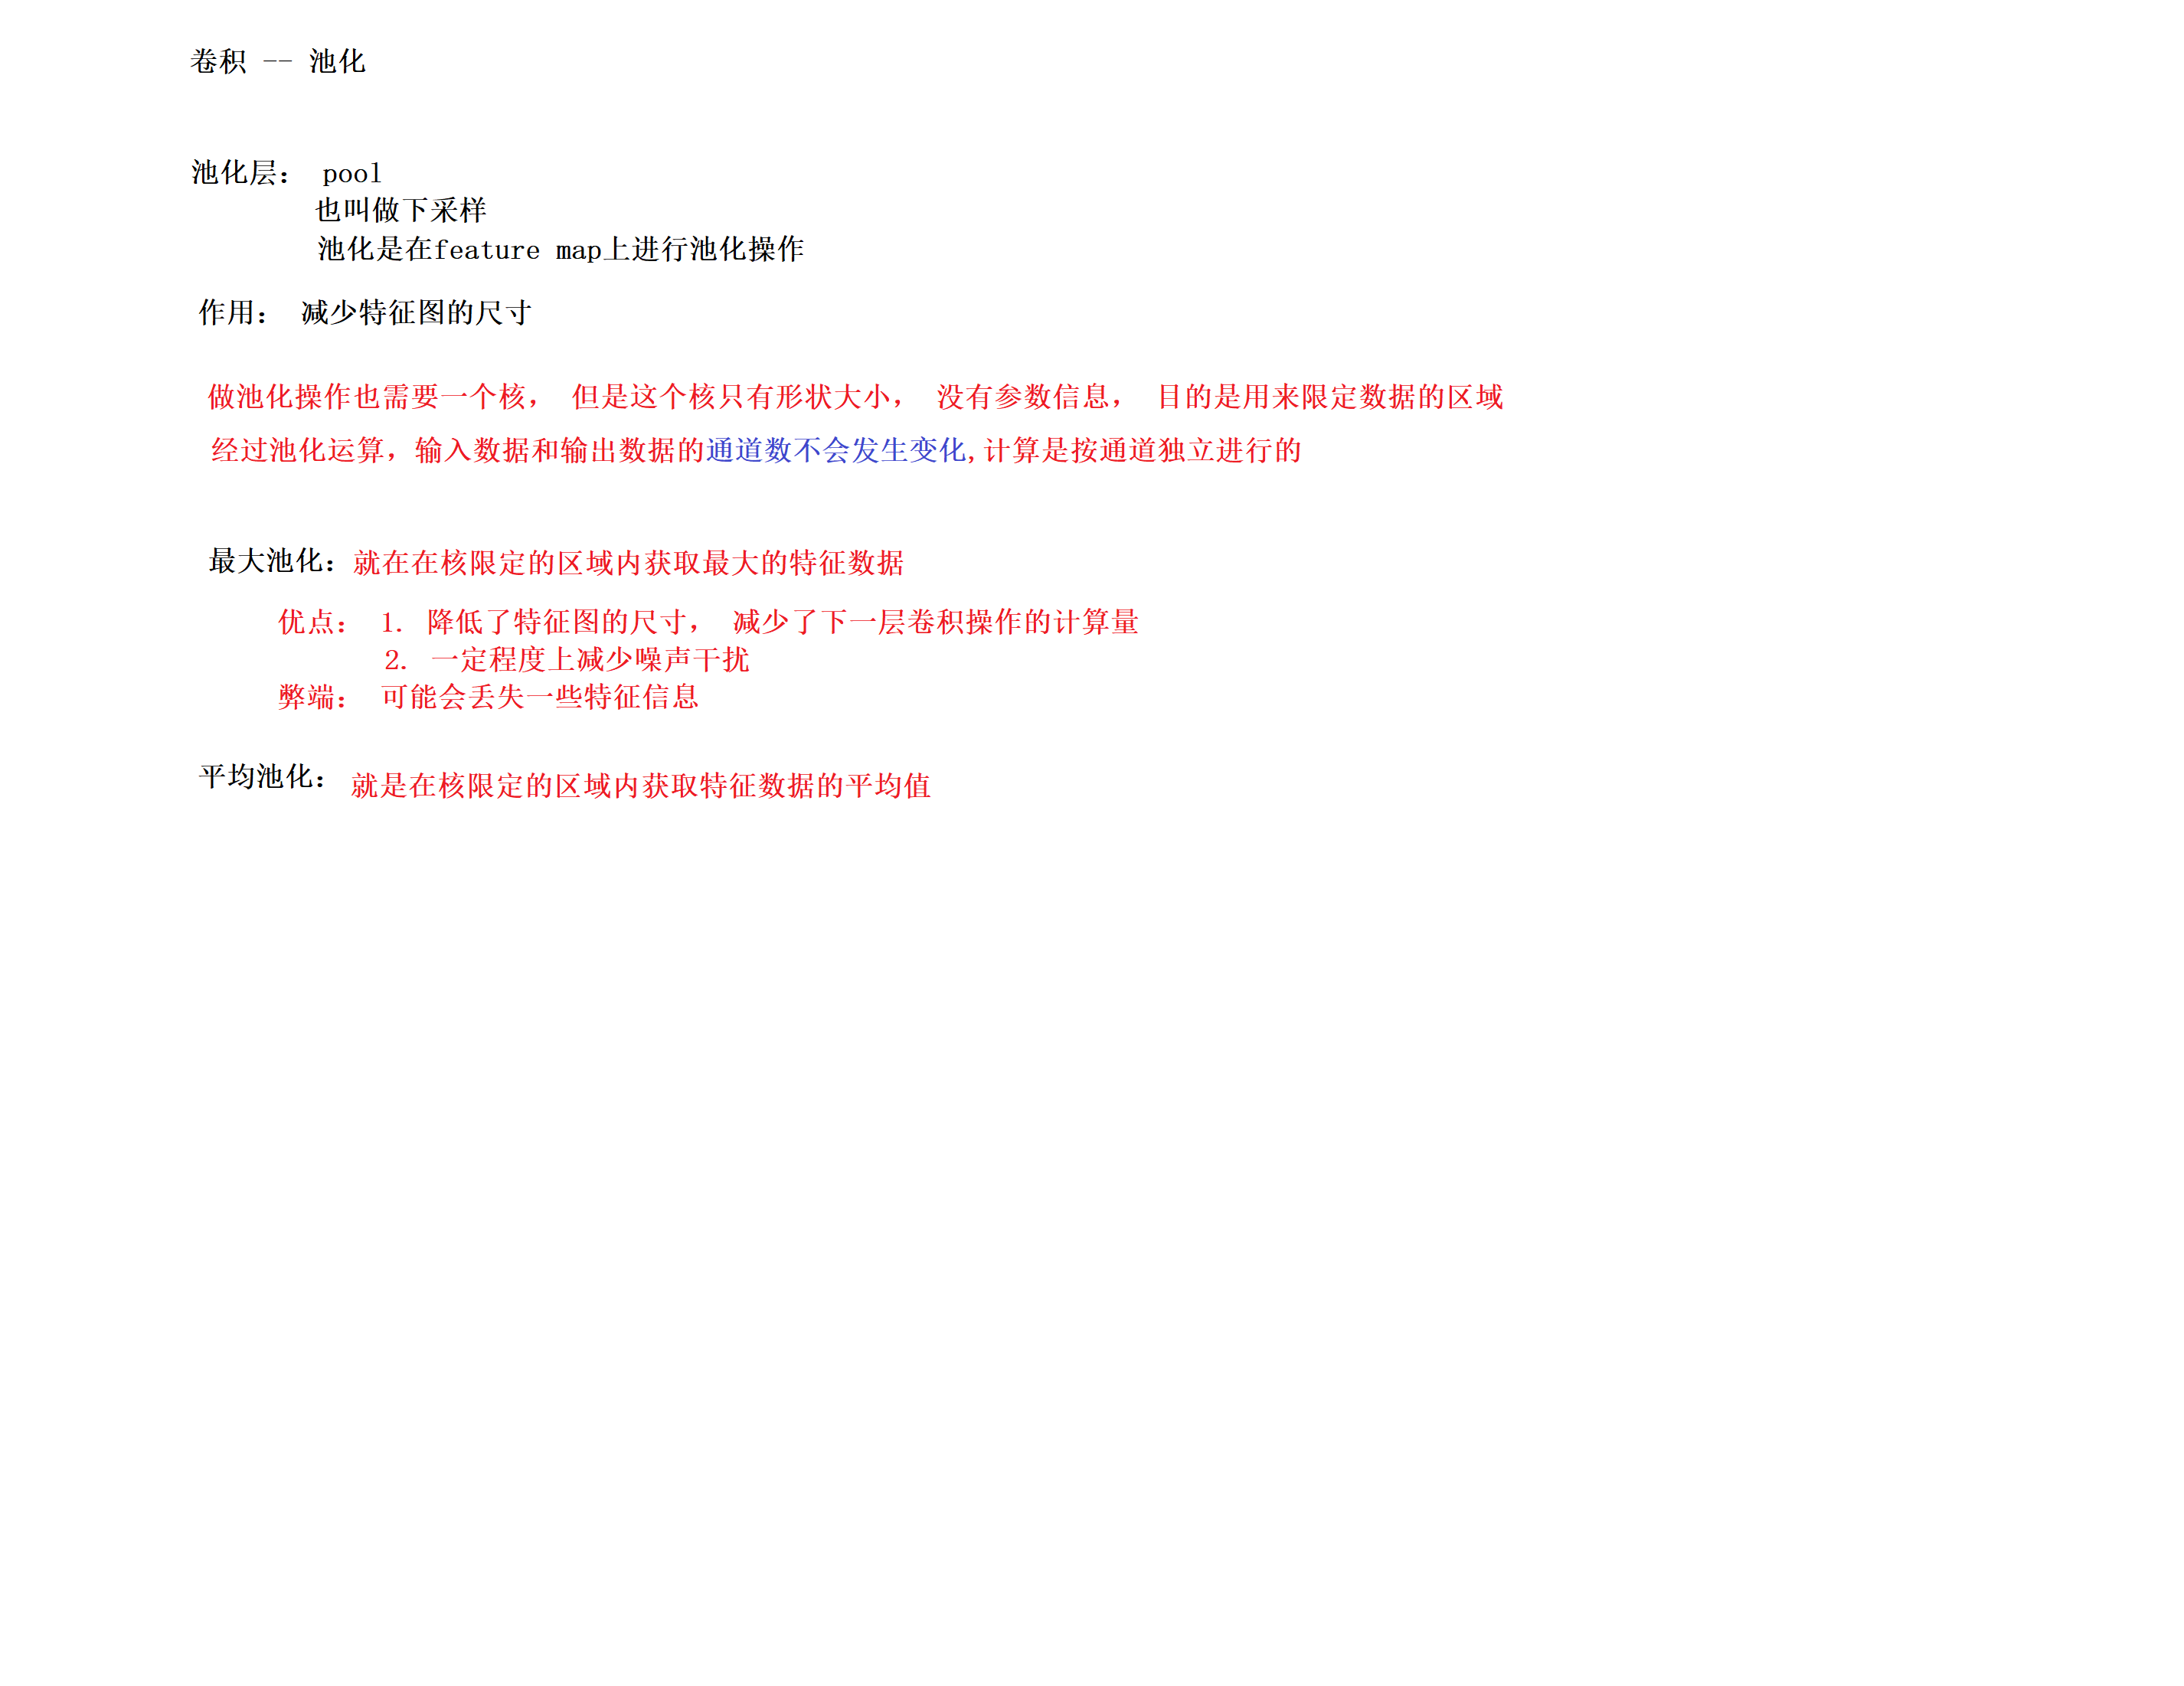 卷积 -- 池化
池化层： pool
也叫做下采样
池化是在feature map上进行池化操作
作用： 减少特征图的尺寸
做池化操作也需要一个核， 但是这个核只有形状大小， 没有参数信息， 目的是用来限定数据的区域
经过池化运算，输入数据和输出数据的通道数不会发生变化,计算是按通道独立进行的
最大池化：就在在核限定的区域内获取最大的特征数据
优点： 1. 降低了特征图的尺寸， 减少了下一层卷积操作的计算量
2. 一定程度上减少噪声干扰
弊端： 可能会丢失一些特征信息
平均池化： 就是在核限定的区域内获取特征数据的平均值